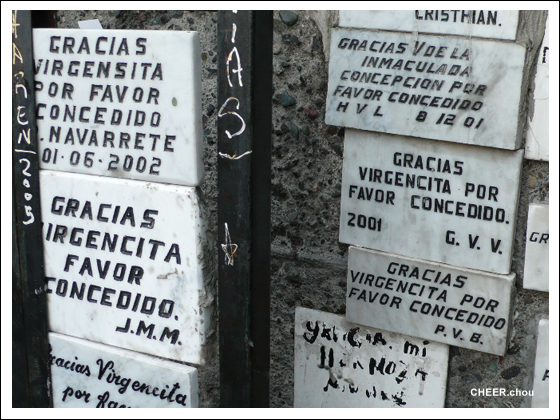 GRACIAS
VIRGENSITA
POR FAVOR
CONCEDIDO
. NAVARRETE
01-06-2002
GRACIAS
VIRGENCITA
FAVOR
CONCEDIDO.
J.M.M.
Gracias Virgencita
por
2003
CRISTHIAN.
GRACIAS V DE LA
INMACULADA
CONCEPCION POR
FAVOR CONCEDIDO
H V L 8 12 01
GRACIAS
VIRGENCITA POR
FAVOR CONCEDIDO.
2001 G. V. V.
GRACIAS
VIRGENCITA POR
FAVOR CONCEDIDO
P. V. B.
mi
CHEER.chou